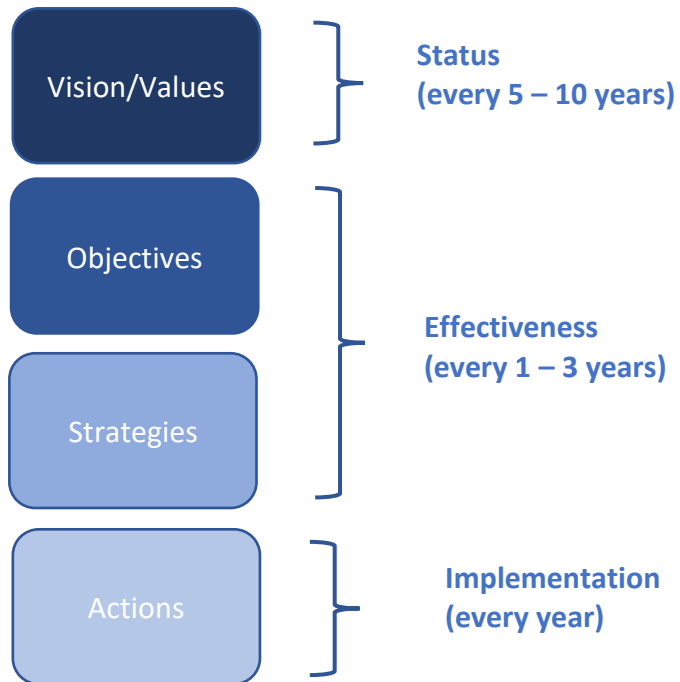 Vision/Values
Status
(every 5 – 10 years)
Objectives
Effectiveness
(every 1 – 3 years)
Strategies
Actions
Implementation
(every year)